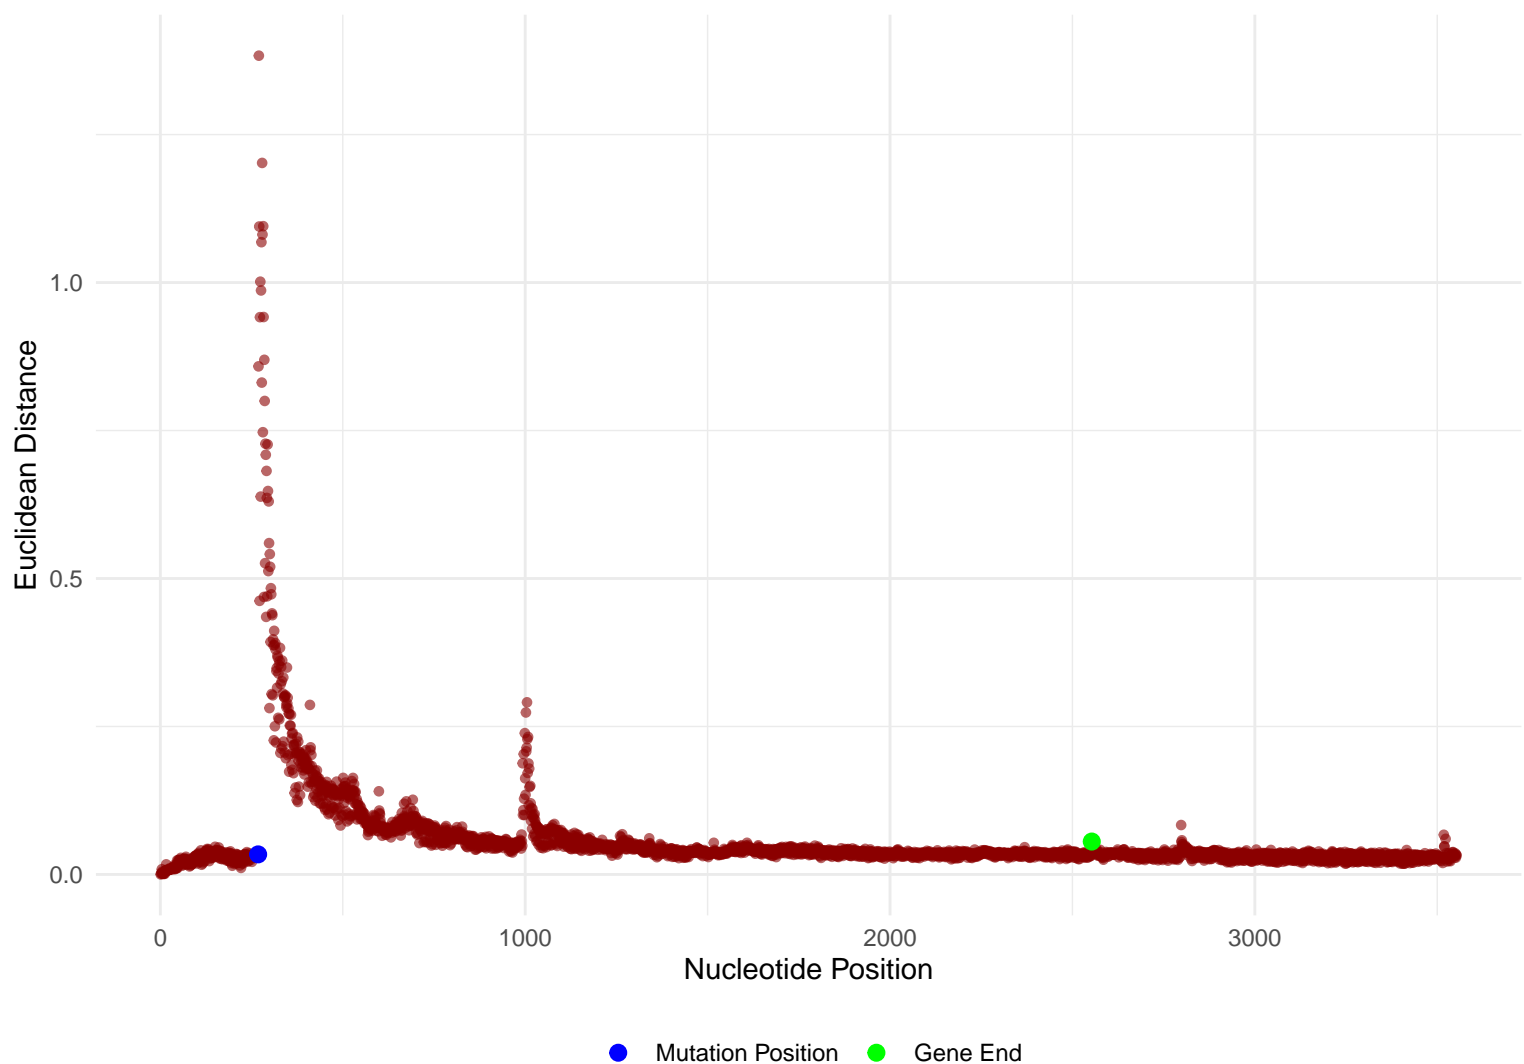 Euclidean Distance
1.0
0.5
0.0
0 1000 2000 3000
Nucleotide Position
Mutation Position Gene End